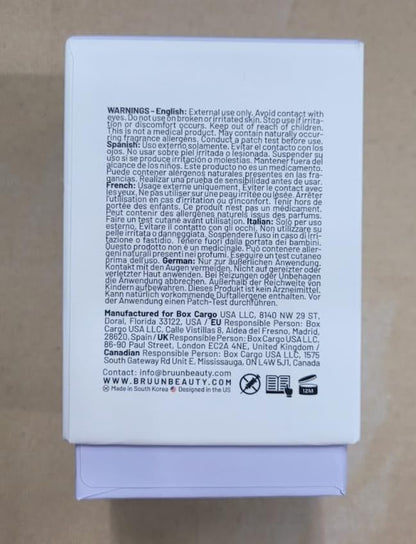 WARNINGS - English: External use only. Avoid contact with
eyes. Do not use on broken or irritated skin. Stop use if irrita-
tion or discomfort occurs. Keep out of reach of children.
This is not a medical product. May contain naturally occur-
ring fragrance allergens. Conduct a patch test before use.
Spanish: Uso externo solamente. Evitar el contacto con los
ojos. No usar sobre piel irritada o lesionada. Suspender su
uso si se produce irritación o molestias. Mantener fuera del
alcance de los niños. Este producto no es un medicamento.
Puede contener alérgenos naturales presentes en las fra-
gancias. Realizar una prueba de sensibilidad antes de usar.
French: Usage externe uniquement. Éviter le contact avec
les yeux. Ne pas utiliser sur une peau irritée ou lésée. Arrêter
l'utilisation en cas d'irritation ou d'inconfort. Tenir hors de
portée des enfants. Ce produit n'est pas un médicament.
Peut contenir des allergènes naturels issus des parfums.
Faire un test cutané avant utilisation. Italian: Solo per uso
esterno. Evitare il contatto con gli occhi. Non utilizzare su
pelle irritata o danneggiata. Sospendere l'uso in caso di irri-
tazione o fastidio. Tenere fuori dalla portata dei bambini.
Questo prodotto non è un medicinale. Può contenere aller-
geni naturali presenti nei profumi. Eseguire un test cutaneo
prima dell'uso. German: Nur zur äußerlichen Anwendung.
Kontakt mit den Augen vermeiden. Nicht auf gereizter oder
verletzter Haut anwenden. Bei Reizungen oder Unbehagen
die Anwendung abbrechen. Außerhalb der Reichweite von
Kindern aufbewahren. Dieses Produkt ist kein Arzneimittel.
Kann natürlich vorkommende Duftallergene enthalten. Vor
der Anwendung einen Patch-Test durchführen.
Manufactured for Box Cargo USA LLC, 8140 NW 29 ST,
Doral, Florida 33122, USA / EU Responsible Person: Box
Cargo USA LLC, Calle Vistillas 8, Aldea del Fresno, Madrid,
28620, Spain / UK Responsible Person: Box Cargo USA LLC,
86-90 Paul Street, London EC2A 4NE, United Kingdom /
Canadian Responsible Person: Box Cargo USA LLC, 1575
South Gateway Rd Unit E, Mississauga, ON L4W 5J1, Canada
Contact: info@bruunbeauty.com
WWW.BRUUNBEAUTY.COM
Made in South Korea Designed in the US
12M